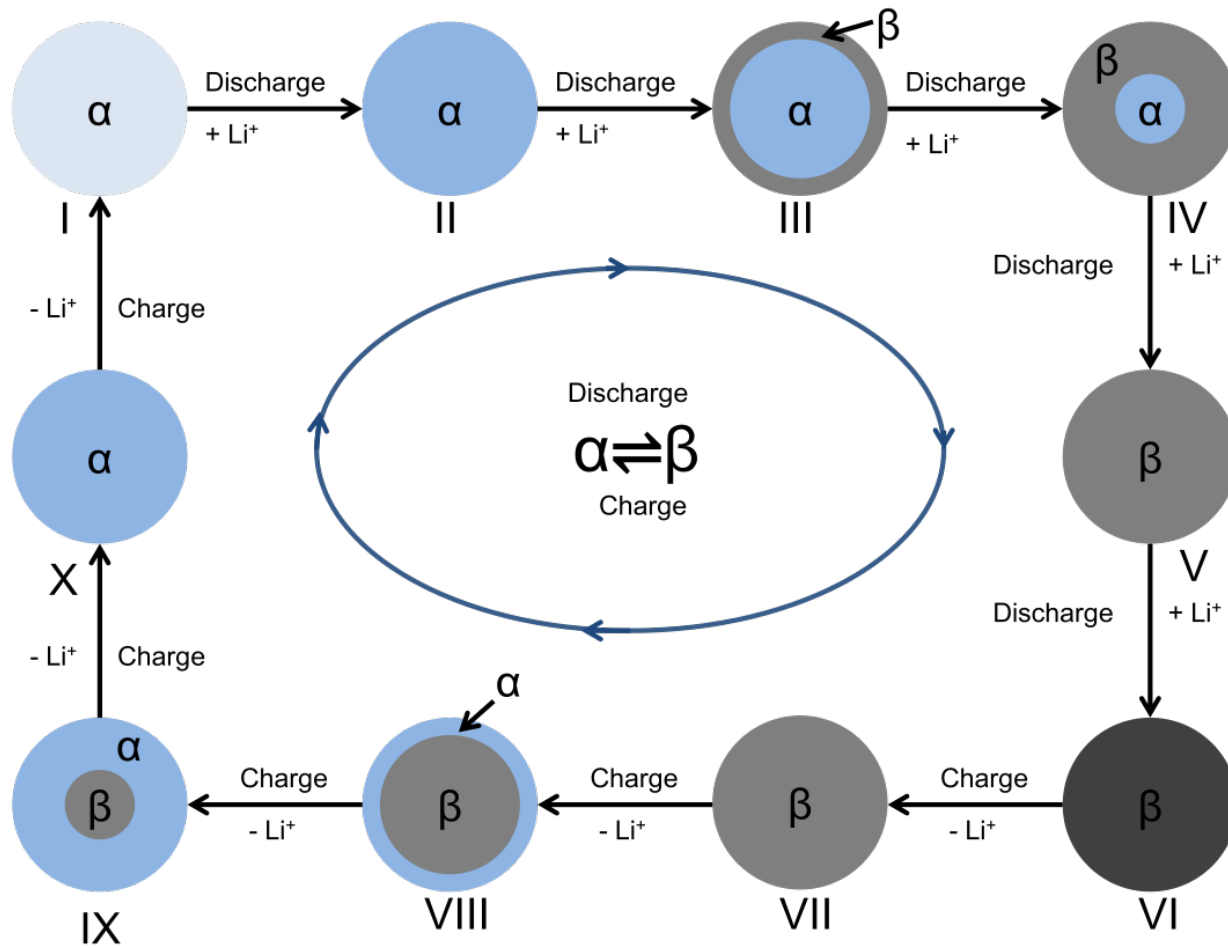 α
Discharge
+ Li⁺
α
Discharge
+ Li⁺
β
α
Discharge
+ Li⁺
β
α
I
II
III
IV
Discharge
+ Li⁺
- Li⁺
Charge
Discharge
α⇌β
Charge
α
X
β
V
Discharge
+ Li⁺
- Li⁺
Charge
α
α
β
IX
Charge
- Li⁺
β
VIII
Charge
- Li⁺
β
VII
Charge
- Li⁺
β
VI